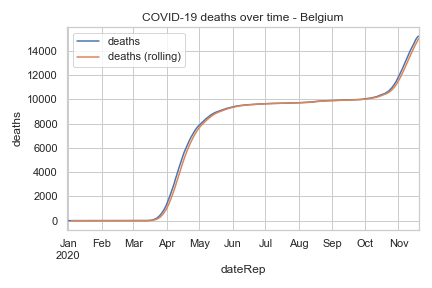 COVID-19 deaths over time - Belgium
deaths
deaths (rolling)
14000
12000
10000
8000
6000
4000
2000
0
deaths
Jan Feb Mar Apr May Jun Jul Aug Sep Oct Nov
2020
dateRep